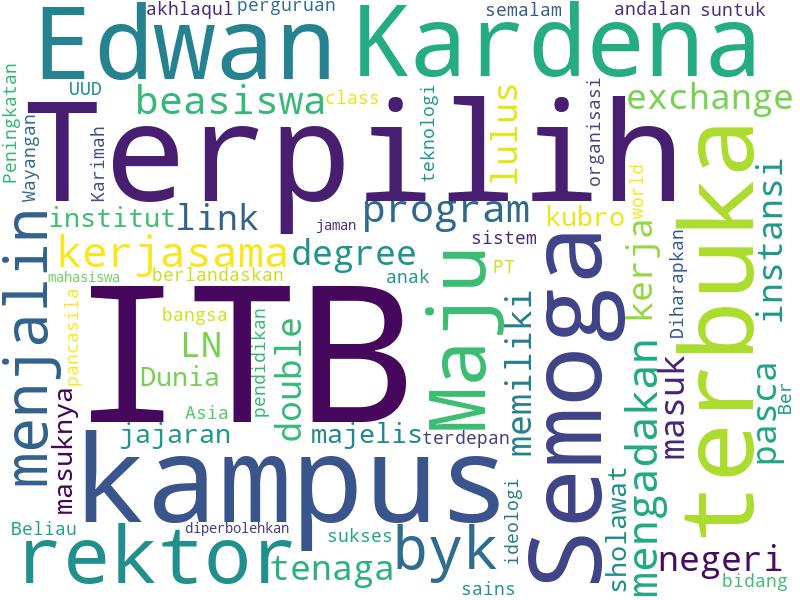 akhlaqul perguruan semalam andalan suntuk
Edwan Kardena
Peningkatan
UUD beasiswa class teknologi lulus organisasi exchange
Wayangan Terpilih
Karimah
institut link jaman program kubro world
kerjasama degree sistem
mahasiswa berlandaskan anak PT
menjalin
pancasila
ITB
bangsa
LN
Dunia
Asia
pendidikan
double
Maju
memiliki
Semoga
kerja
Diharapkan
terbuka
instansi
masuknya
jajaran majelis terdepan
mengadakan
masuk
pasca
Ber
kampus
Beliau diperbolehkan
rektor tenaga sukses byk
ideologi
sholawat
negeri
sains bidang